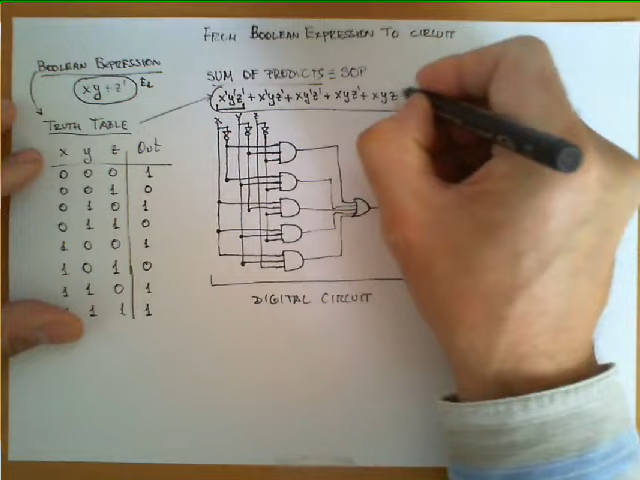 FROM BOOLEAN EXPRESSION TO CIRCUIT
BOOLEAN EXPRESSION
xy + z'
SUM OF PRODUCTS = SOP
x'y'z' + x'yz' + xy'z' + xyz' + xyz
TRUTH TABLE
x y z Out
0 0 0 1
0 0 1 0
0 1 0 1
0 1 1 0
1 0 0 1
1 0 1 0
1 1 0 1
1 1 1
x y z
DIGITAL CIRCUIT